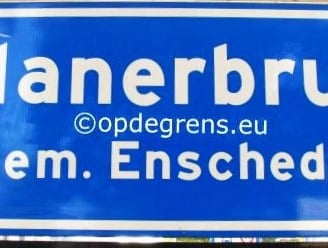 lanerbru
©opdegrens.eu
em. Ensched